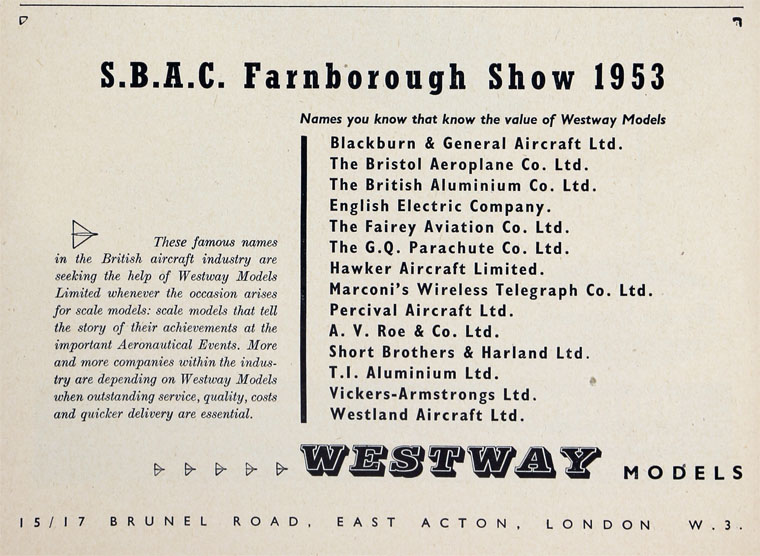 S.B.A.C. Farnborough Show 1953
Names you know that know the value of Westway Models
Blackburn & General Aircraft Ltd.
The Bristol Aeroplane Co. Ltd.
The British Aluminium Co. Ltd.
English Electric Company.
The Fairey Aviation Co. Ltd.
The G.Q. Parachute Co. Ltd.
Hawker Aircraft Limited.
Marconi's Wireless Telegraph Co. Ltd.
Percival Aircraft Ltd.
A. V. Roe & Co. Ltd.
Short Brothers & Harland Ltd.
T.I. Aluminium Ltd.
Vickers-Armstrongs Ltd.
Westland Aircraft Ltd.
These famous names
in the British aircraft industry are
seeking the help of Westway Models
Limited whenever the occasion arises
for scale models: scale models that tell
the story of their achievements at the
important Aeronautical Events. More
and more companies within the indus-
try are depending on Westway Models
when outstanding service, quality, costs
and quicker delivery are essential.
WESTWAY MODELS
15/17 BRUNEL ROAD, EAST ACTON, LONDON W.3.